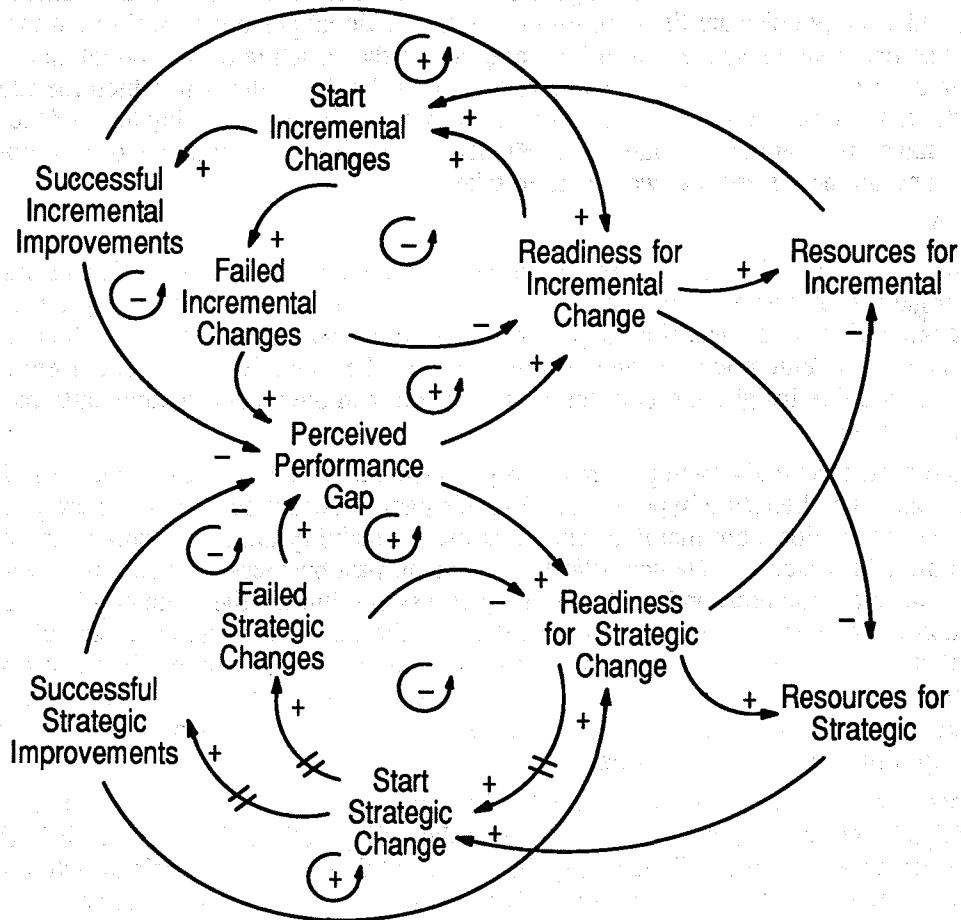 +
Start
Incremental
Changes
+
+
+
Successful
Incremental
Improvements
+
−
−
Failed
Incremental
Changes
+
Readiness for
Incremental
Change
+
Resources for
Incremental
−
−
+
+
+
−
Perceived
Performance
Gap
−
+
−
+
Failed
Strategic
Changes
+
−
Readiness
for Strategic
Change
−
−
+
+
Resources for
Strategic
Successful
Strategic
Improvements
+
+
+
+
Start
Strategic
Change
+